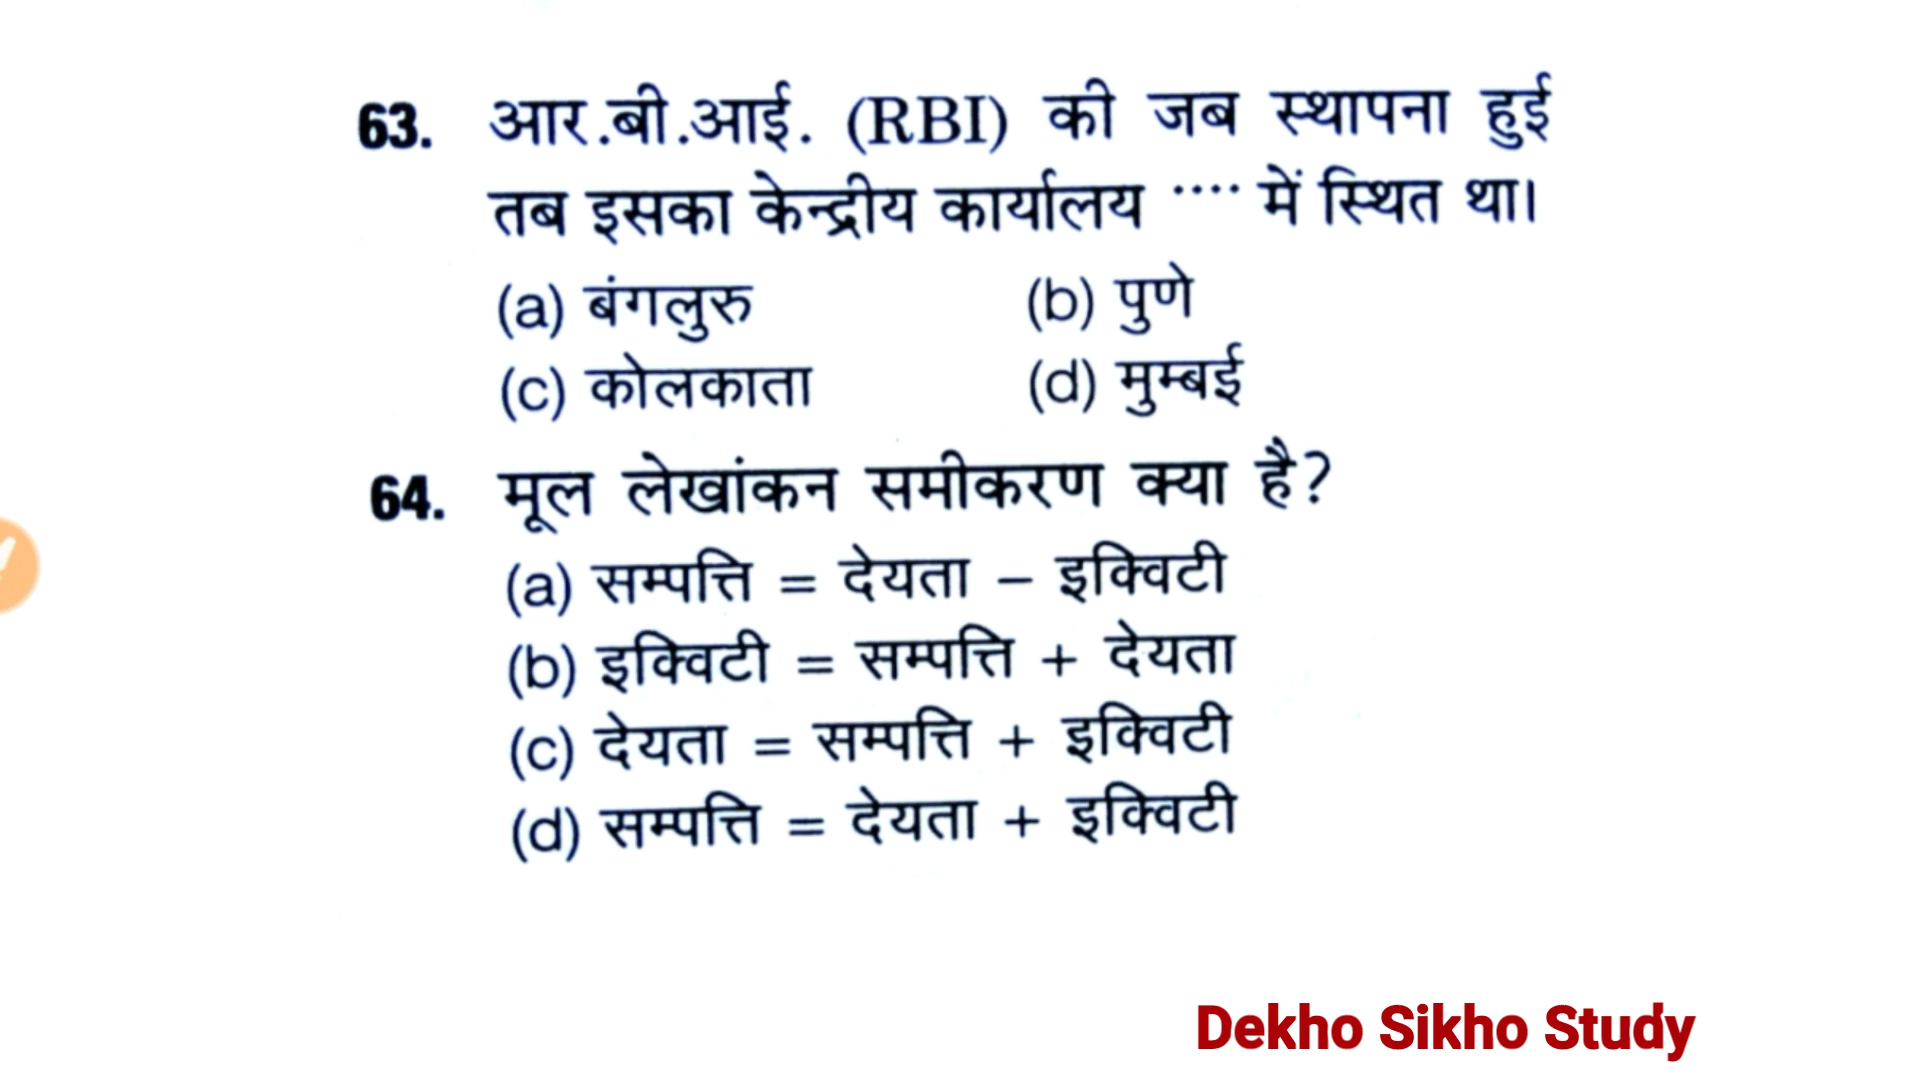 63. आर.बी.आई. (RBI) की जब स्थापना हुई
तब इसका केन्द्रीय कार्यालय ···· में स्थित था।
(a) बंगलुरु (b) पुणे
(c) कोलकाता (d) मुम्बई
64. मूल लेखांकन समीकरण क्या है?
(a) सम्पत्ति = देयता – इक्विटी
(b) इक्विटी = सम्पत्ति + देयता
(c) देयता = सम्पत्ति + इक्विटी
(d) सम्पत्ति = देयता + इक्विटी
Dekho Sikho Study